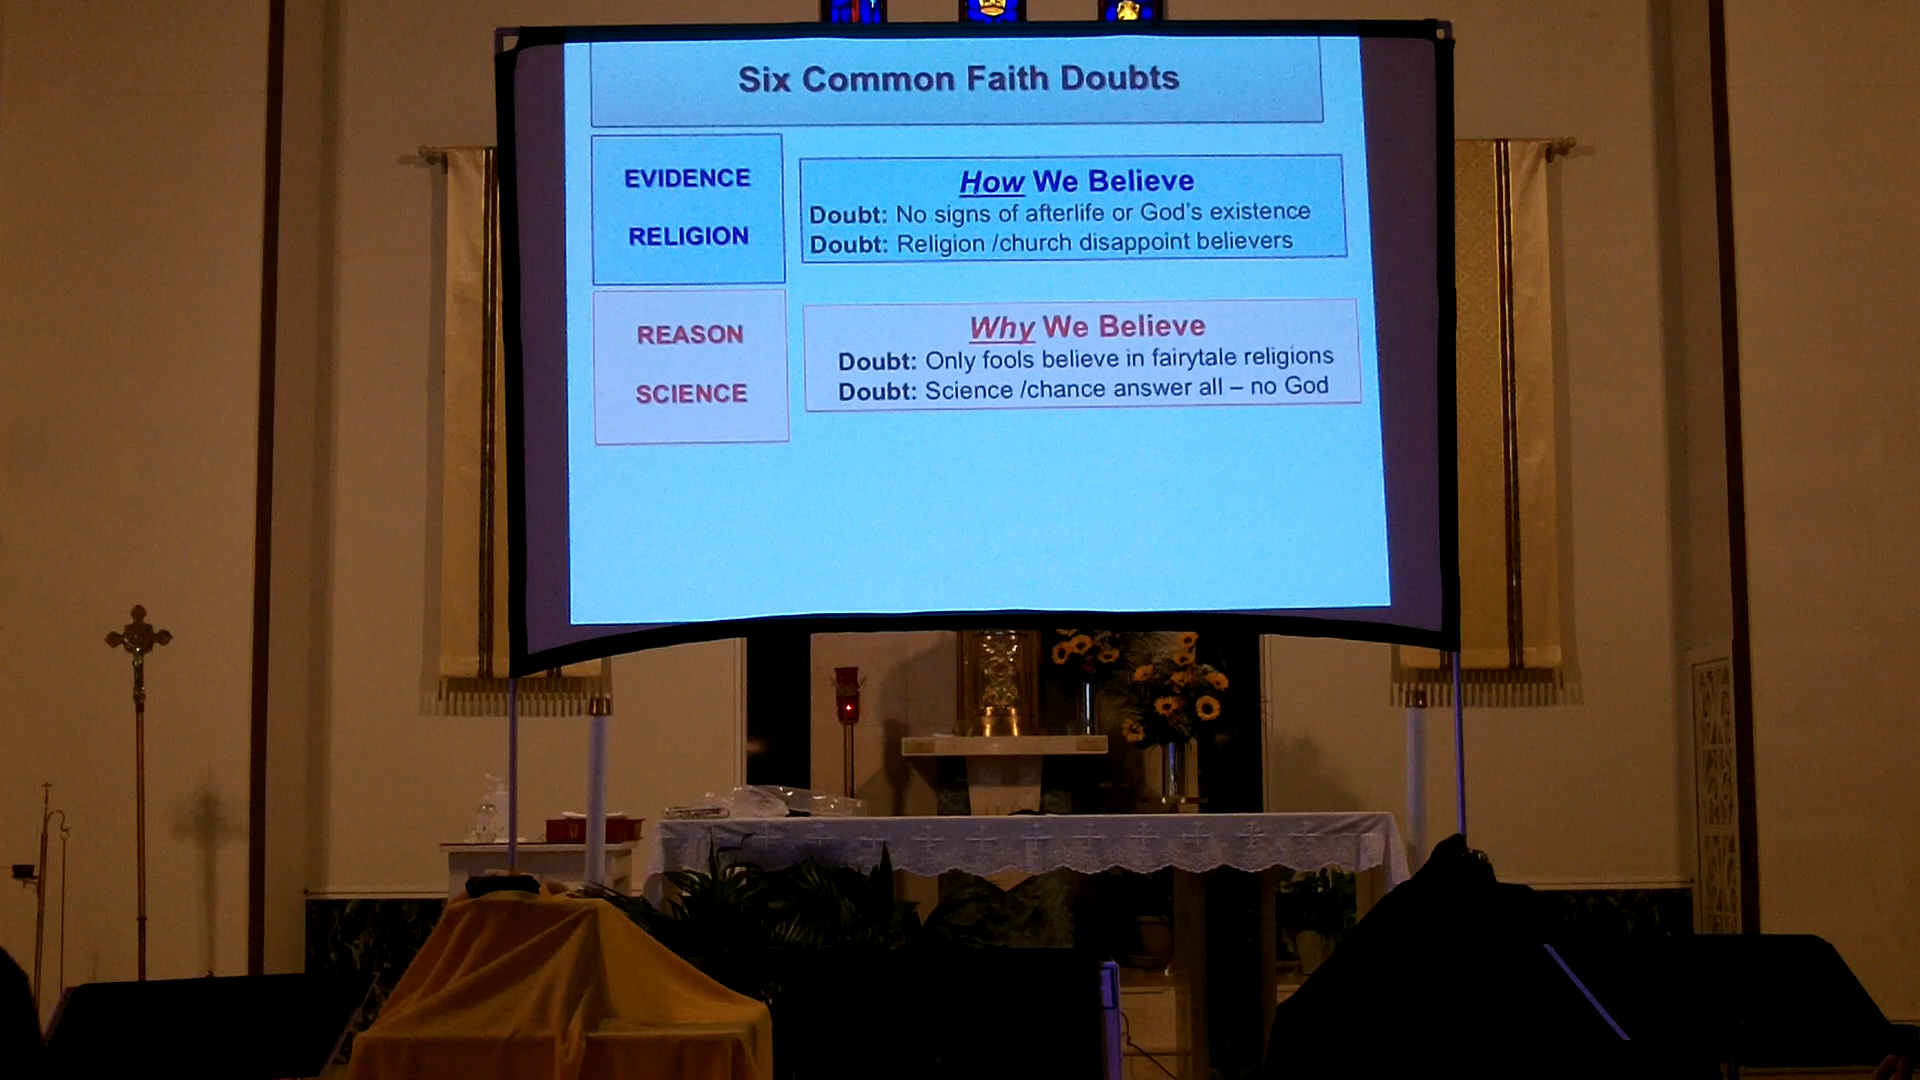 Six Common Faith Doubts
EVIDENCE
RELIGION
How We Believe
Doubt: No signs of afterlife or God's existence
Doubt: Religion /church disappoint believers
REASON
SCIENCE
Why We Believe
Doubt: Only fools believe in fairytale religions
Doubt: Science /chance answer all – no God